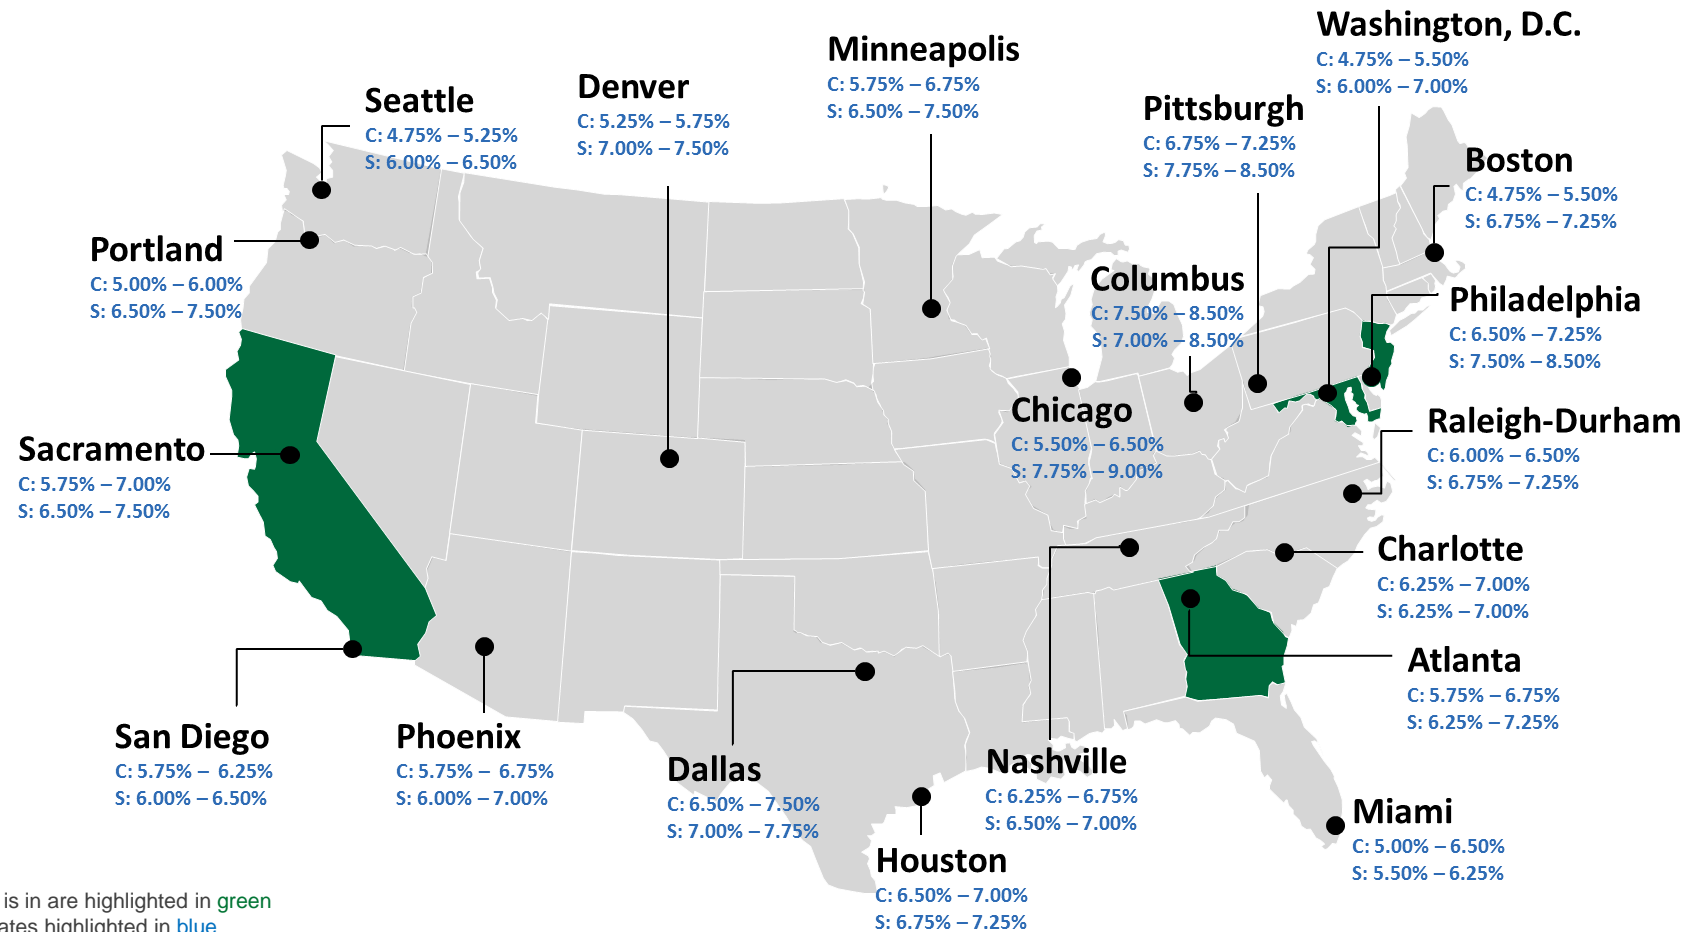 Washington, D.C.
C: 4.75% – 5.50%
S: 6.00% – 7.00%
Minneapolis
C: 5.75% – 6.75%
S: 6.50% – 7.50%
Seattle
C: 4.75% – 5.25%
S: 6.00% – 6.50%
Denver
C: 5.25% – 5.75%
S: 7.00% – 7.50%
Pittsburgh
C: 6.75% – 7.25%
S: 7.75% – 8.50%
Boston
C: 4.75% – 5.50%
S: 6.75% – 7.25%
Portland
C: 5.00% – 6.00%
S: 6.50% – 7.50%
Columbus
C: 7.50% – 8.50%
S: 7.00% – 8.50%
Philadelphia
C: 6.50% – 7.25%
S: 7.50% – 8.50%
Chicago
C: 5.50% – 6.50%
S: 7.75% – 9.00%
Raleigh-Durham
C: 6.00% – 6.50%
S: 6.75% – 7.25%
Sacramento
C: 5.75% – 7.00%
S: 6.50% – 7.50%
Charlotte
C: 6.25% – 7.00%
S: 6.25% – 7.00%
Atlanta
C: 5.75% – 6.75%
S: 6.25% – 7.25%
San Diego
C: 5.75% – 6.25%
S: 6.00% – 6.50%
Phoenix
C: 5.75% – 6.75%
S: 6.00% – 7.00%
Dallas
C: 6.50% – 7.50%
S: 7.00% – 7.75%
Nashville
C: 6.25% – 6.75%
S: 6.50% – 7.00%
Miami
C: 5.00% – 6.50%
S: 5.50% – 6.25%
Houston
C: 6.50% – 7.00%
S: 6.75% – 7.25%
is in are highlighted in green
ates highlighted in blue